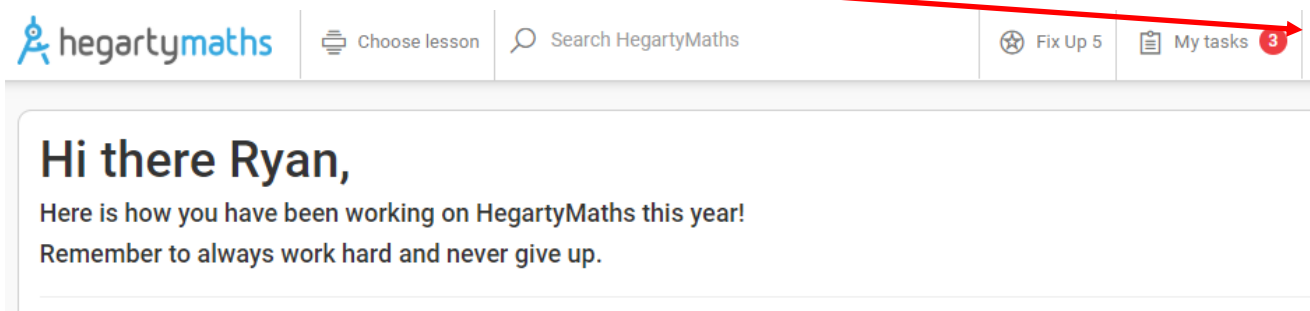 hegartymaths Choose lesson Search HegartyMaths Fix Up 5 My tasks 3
Hi there Ryan,
Here is how you have been working on HegartyMaths this year!
Remember to always work hard and never give up.